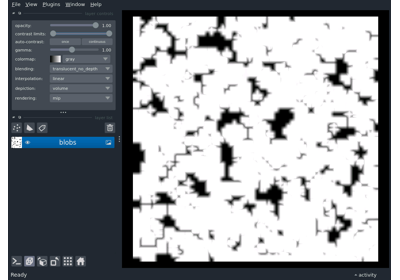 File View Plugins Window Help
opacity: 1.00
contrast limits:
auto-contrast: once continuous
gamma: 1.00
colormap: gray
blending: translucent_no_depth
interpolation: linear
depiction: volume
rendering: mip
blobs
Ready
activity